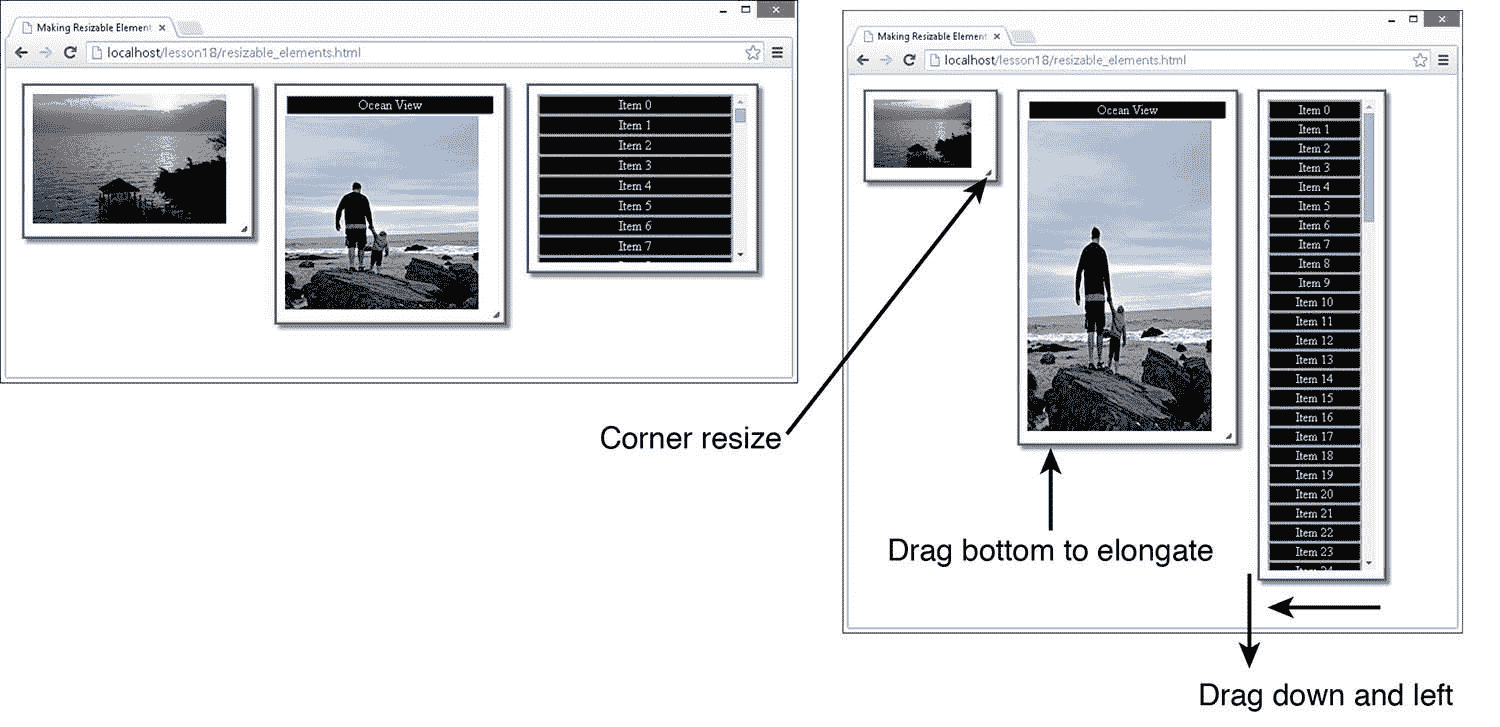 Making Resizable Element
localhost/lesson18/resizable_elements.html
Ocean View
Item 0
Item 1
Item 2
Item 3
Item 4
Item 5
Item 6
Item 7
Making Resizable Element
localhost/lesson18/resizable_elements.html
Ocean View
Item 0
Item 1
Item 2
Item 3
Item 4
Item 5
Item 6
Item 7
Item 8
Item 9
Item 10
Item 11
Item 12
Item 13
Item 14
Item 15
Item 16
Item 17
Item 18
Item 19
Item 20
Item 21
Item 22
Item 23
Item 24
Corner resize
Drag bottom to elongate
Drag down and left